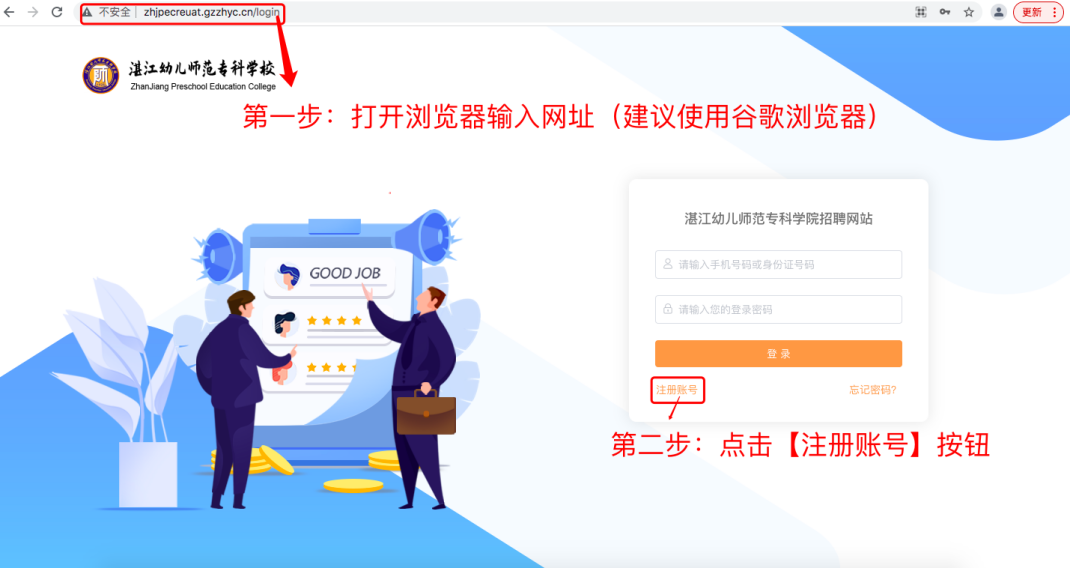 不安全 | zhjpecreuat.gzzhyc.cn/login
更新
湛江幼儿师范专科学校
ZhanJiang Preschool Education College
第一步：打开浏览器输入网址（建议使用谷歌浏览器）
湛江幼儿师范专科学院招聘网站
请输入手机号码或身份证号码
GOOD JOB
请输入您的登录密码
登 录
注册账号
忘记密码?
第二步：点击【注册账号】按钮